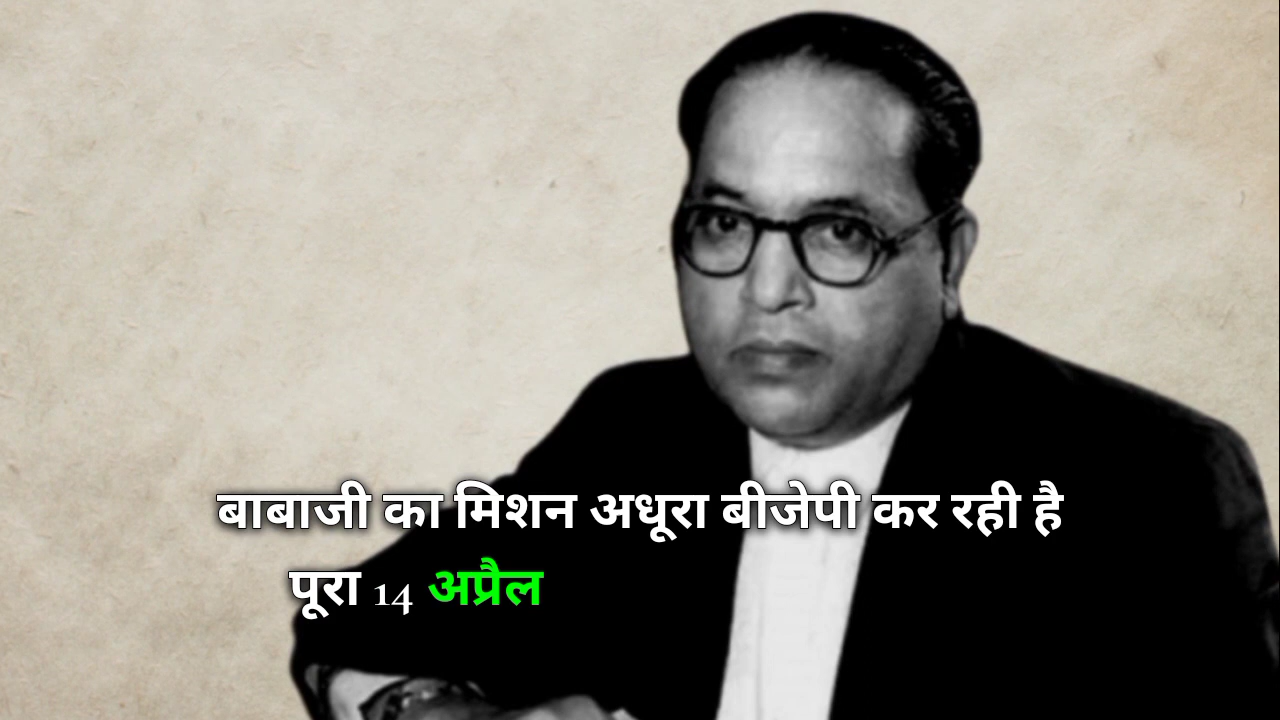 बाबाजी का मिशन अधूरा बीजेपी कर रही है
पूरा 14 अप्रैल